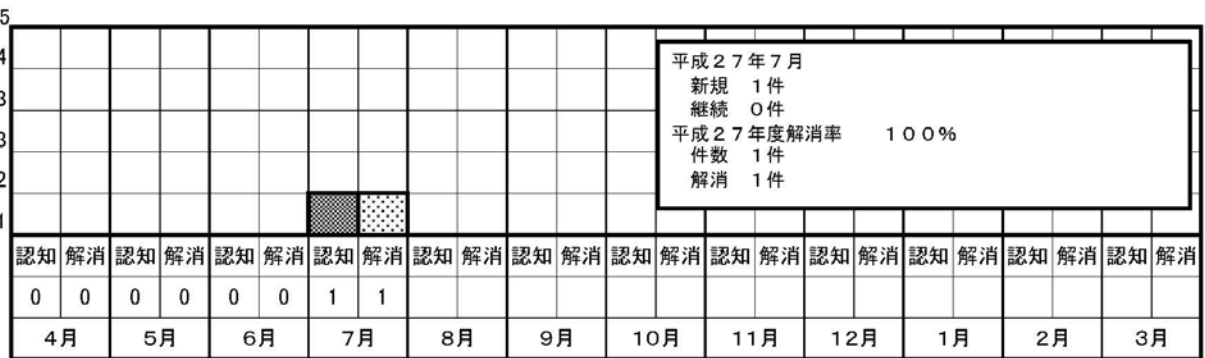 5
4
3
3
2
1
平成２７年７月
新規　１件
継続　０件
平成２７年度解消率　　１００％
件数　１件
解消　１件
認知 解消 認知 解消 認知 解消 認知 解消 認知 解消 認知 解消 認知 解消 認知 解消 認知 解消 認知 解消 認知 解消 認知 解消
0 0 0 0 0 0 1 1
4月 5月 6月 7月 8月 9月 10月 11月 12月 1月 2月 3月